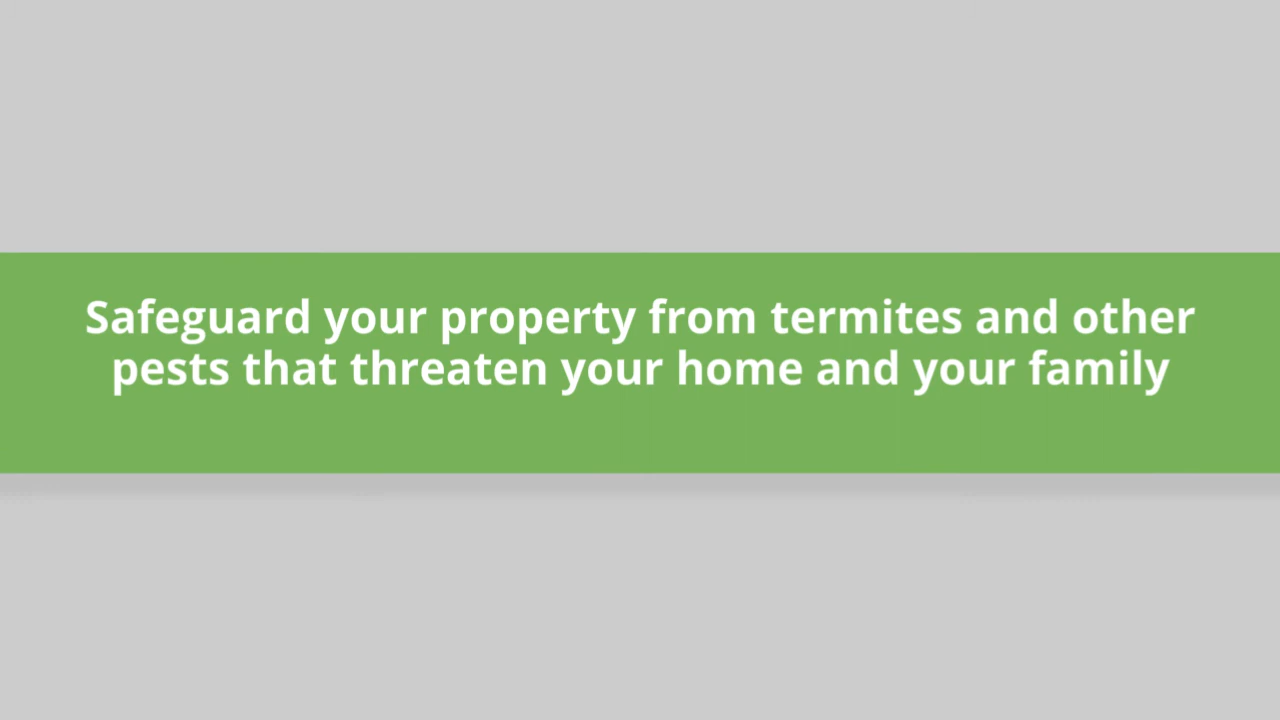 Safeguard your property from termites and other
pests that threaten your home and your family